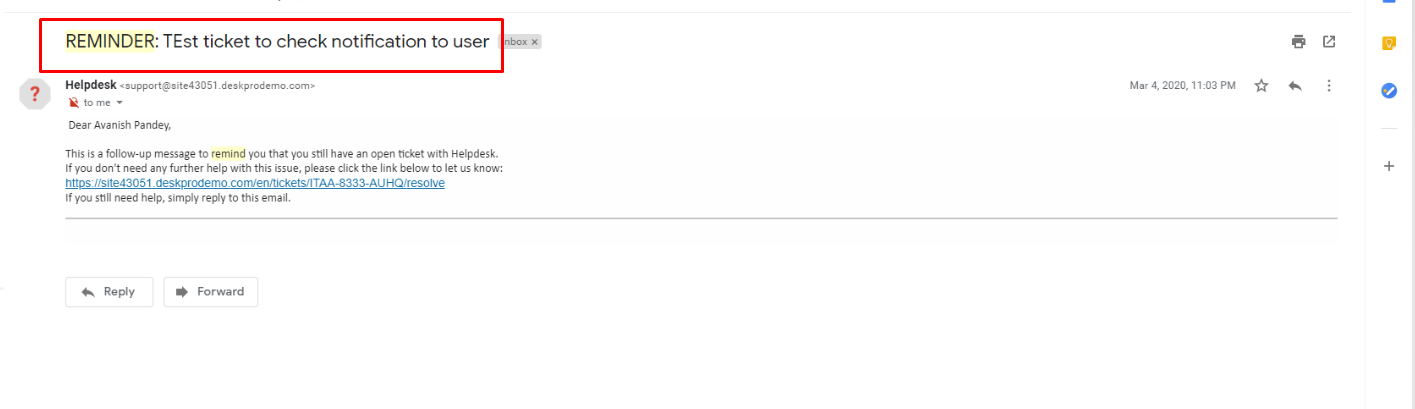 REMINDER: TEst ticket to check notification to user
Inbox x
Helpdesk <support@site43051.deskprodemo.com>
Mar 4, 2020, 11:03 PM
to me
Dear Avanish Pandey,
This is a follow-up message to remind you that you still have an open ticket with Helpdesk.
If you don't need any further help with this issue, please click the link below to let us know:
https://site43051.deskprodemo.com/en/tickets/ITAA-8333-AUHQ/resolve
If you still need help, simply reply to this email.
Reply
Forward